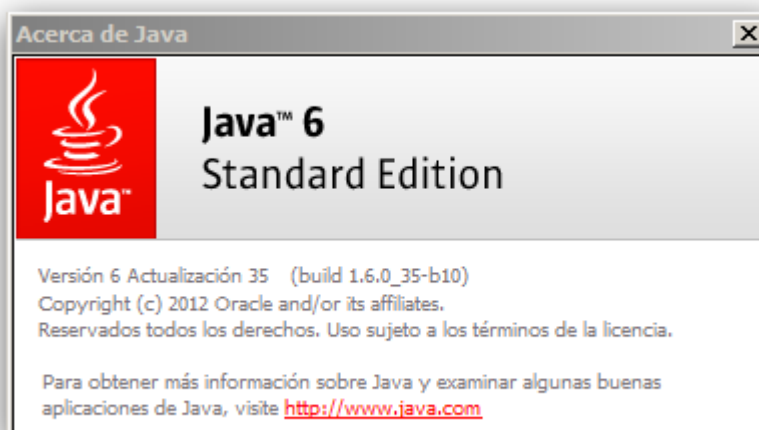 Acerca de Java
Java™
Java™ 6
Standard Edition
Versión 6 Actualización 35 (build 1.6.0_35-b10)
Copyright (c) 2012 Oracle and/or its affiliates.
Reservados todos los derechos. Uso sujeto a los términos de la licencia.
Para obtener más información sobre Java y examinar algunas buenas
aplicaciones de Java, visite http://www.java.com